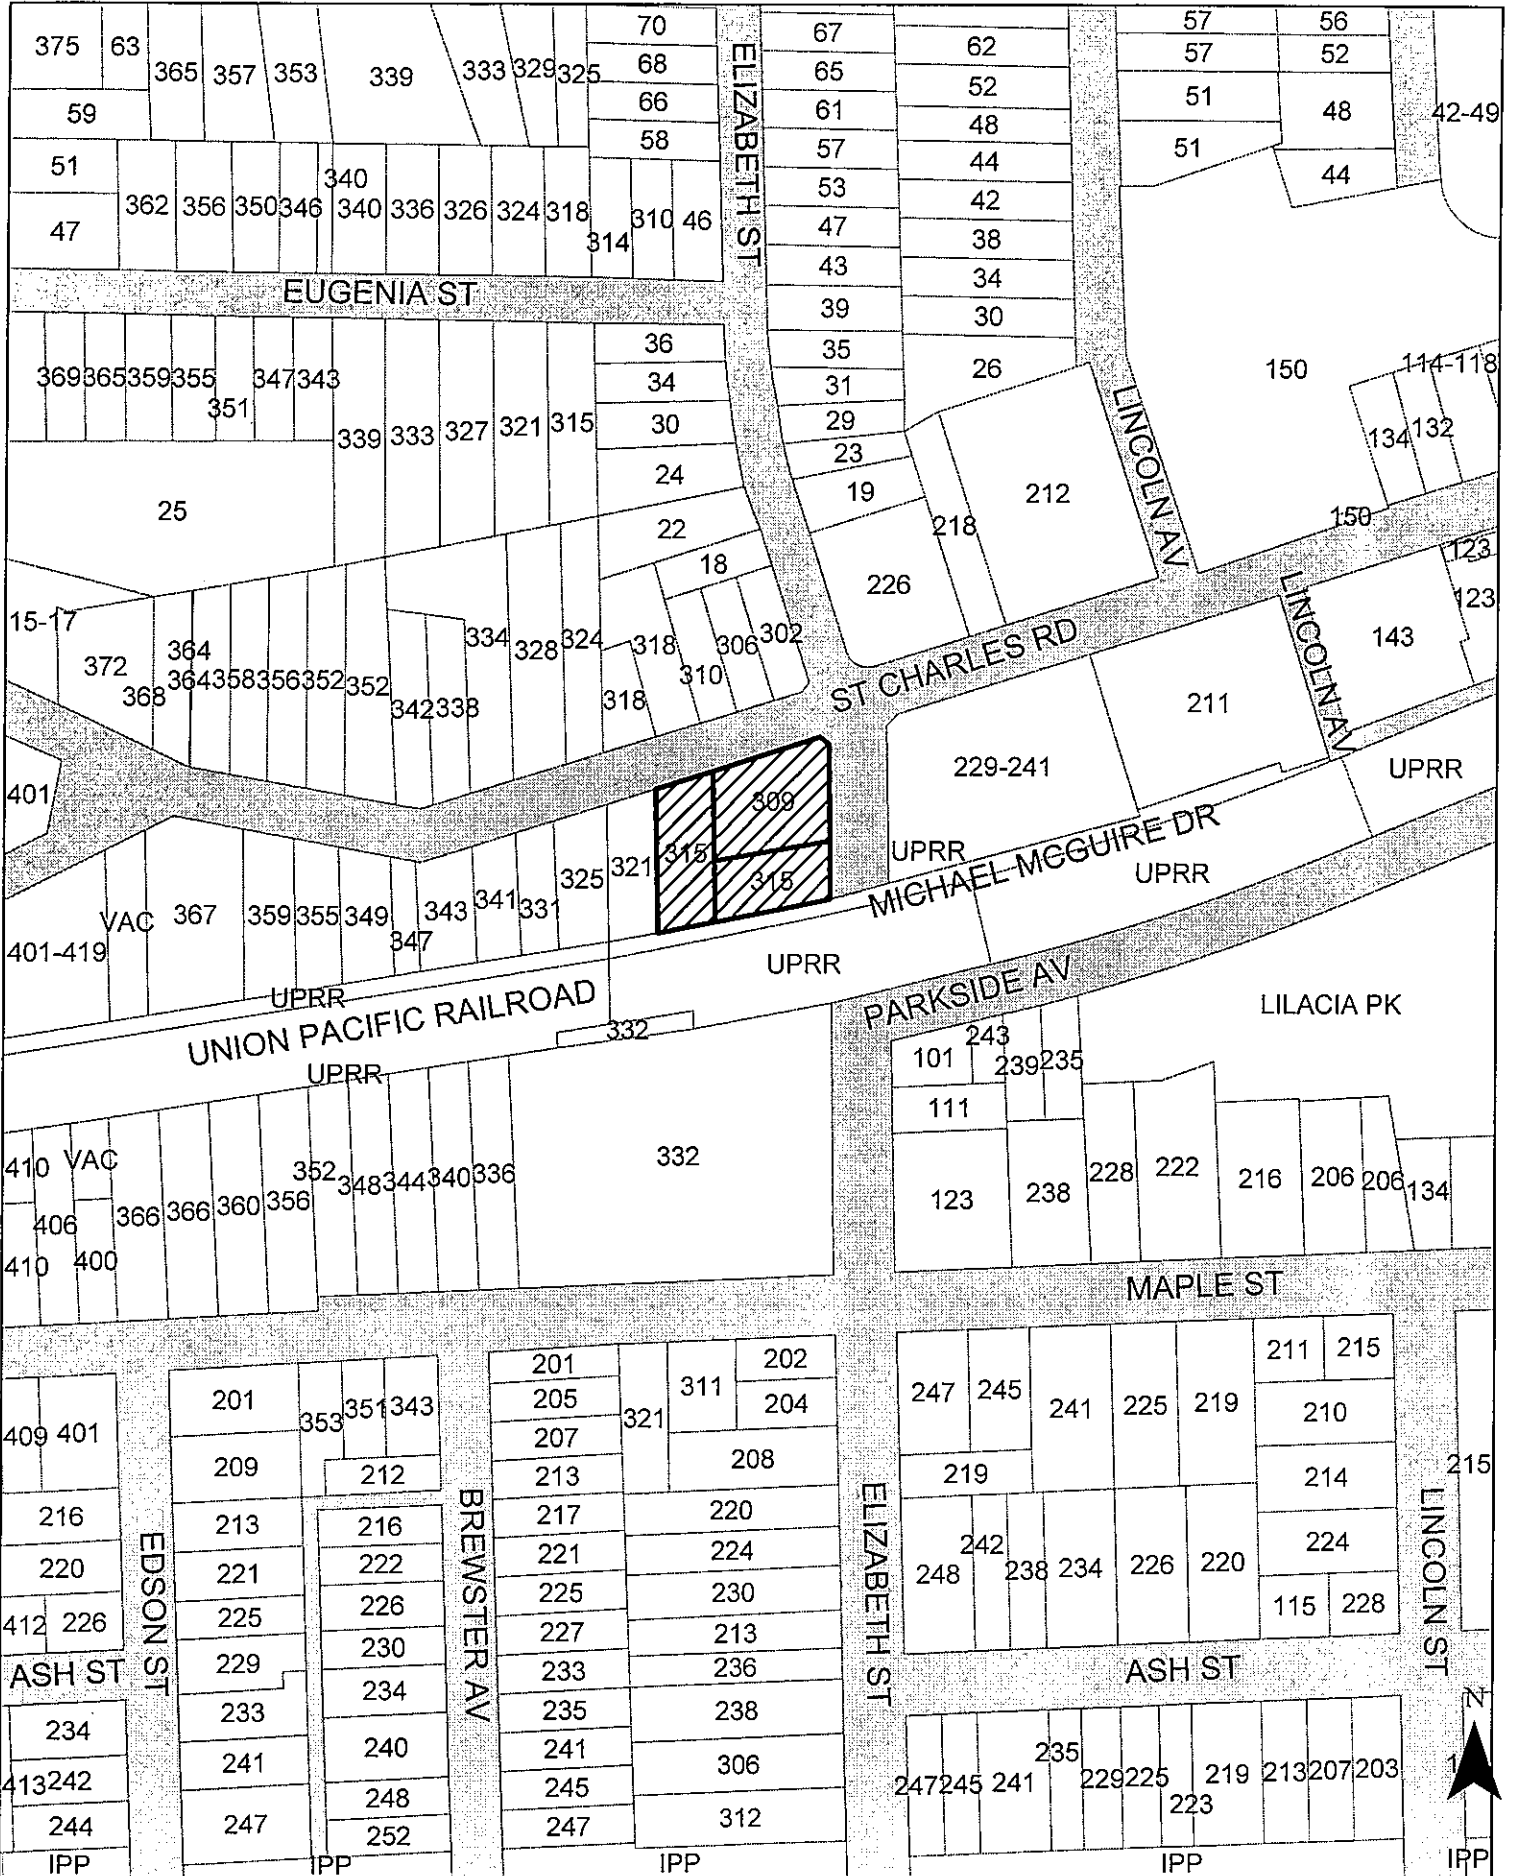 375 63 365 357 353 339 333 329 325
59
70
68
66
58
51
47
362 356 350 346 340 340 336 326 324 318 314 310 46
ELIZABETH ST
67
65
61
57
53
47
43
39
35
31
29
23
19
62
52
48
44
42
38
34
30
26
57 56
57 52
51 48
51 44
42-49
EUGENIA ST
369 365 359 355 351 347 343
339 333 327 321 315
36
34
30
24
22
18
25
LINCOLN AV
150
114-118
134 132
150
123
123
212
218
226
15-17
372 368 364 364 358 356 352 352 342 338 334 328 324 318 318 310 306 302
ST CHARLES RD
LINCOLN AV
143
211
229-241
UPRR
401
309
315
315
321
325
331
341
343
347
349
355
359
367
VAC
401-419
UPRR
MICHAEL MCGUIRE DR
UPRR
UPRR
UPRR
UNION PACIFIC RAILROAD
UPRR
332
PARKSIDE AV
LILACIA PK
101 243 239 235
111
123 238 228 222 216 206 206 134
410 VAC
406
410 400
366 366 360 356 352 348 344 340 336
332
MAPLE ST
409 401
216
220
412 226
ASH ST
234
413 242
244
IPP
EDSON ST
201
209
213
221
225
229
233
241
247
353 351 343
212
216
222
226
230
234
240
248
252
IPP
BREWSTER AV
201
205
207
213
217
221
225
227
233
235
241
245
247
321 311 202
204
208
220
224
230
213
236
238
306
312
IPP
ELIZABETH ST
247 245 241 225 219 211 215
219
210
214
224
115 228
248 242 238 234 226 220
215
LINCOLN ST
ASH ST
247 245 241 235 229 225 223 219 213 207 203
IPP
N
IPP